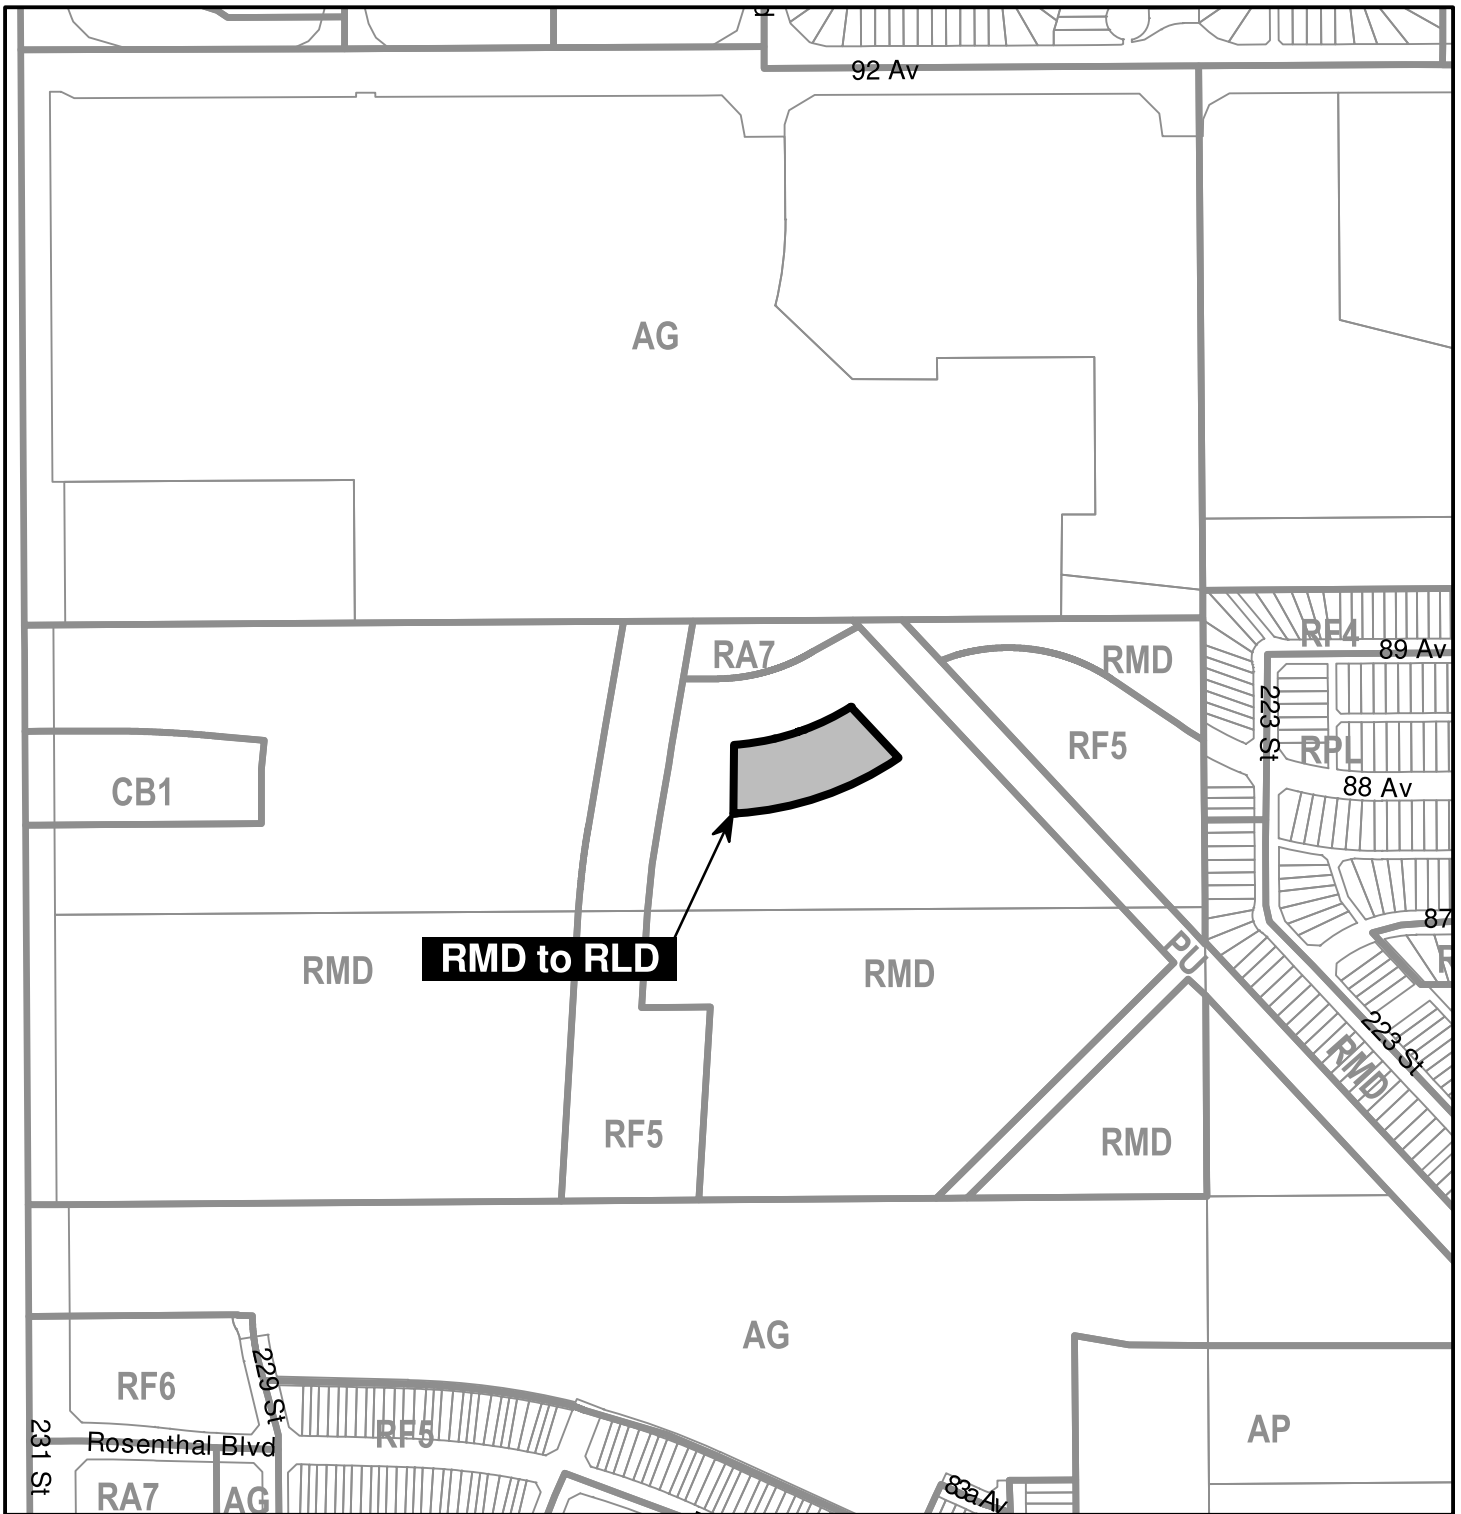 92 Av
AG
RF4
89 Av
RA7
RMD
223 St
RF5
RPL
88 Av
CB1
87
PU
R
RMD to RLD
RMD
RMD
223 St
RMD
RF5
RMD
AG
RF6
229 St
AP
RF5
231 St
Rosenthal Blvd
RA7
AG
83a Av